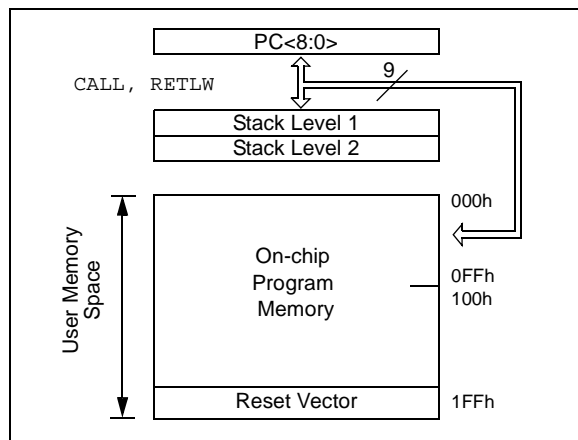 PC<8:0>
9
CALL, RETLW
Stack Level 1
Stack Level 2
000h
On-chip
Program
Memory
0FFh
100h
User Memory
Space
Reset Vector
1FFh